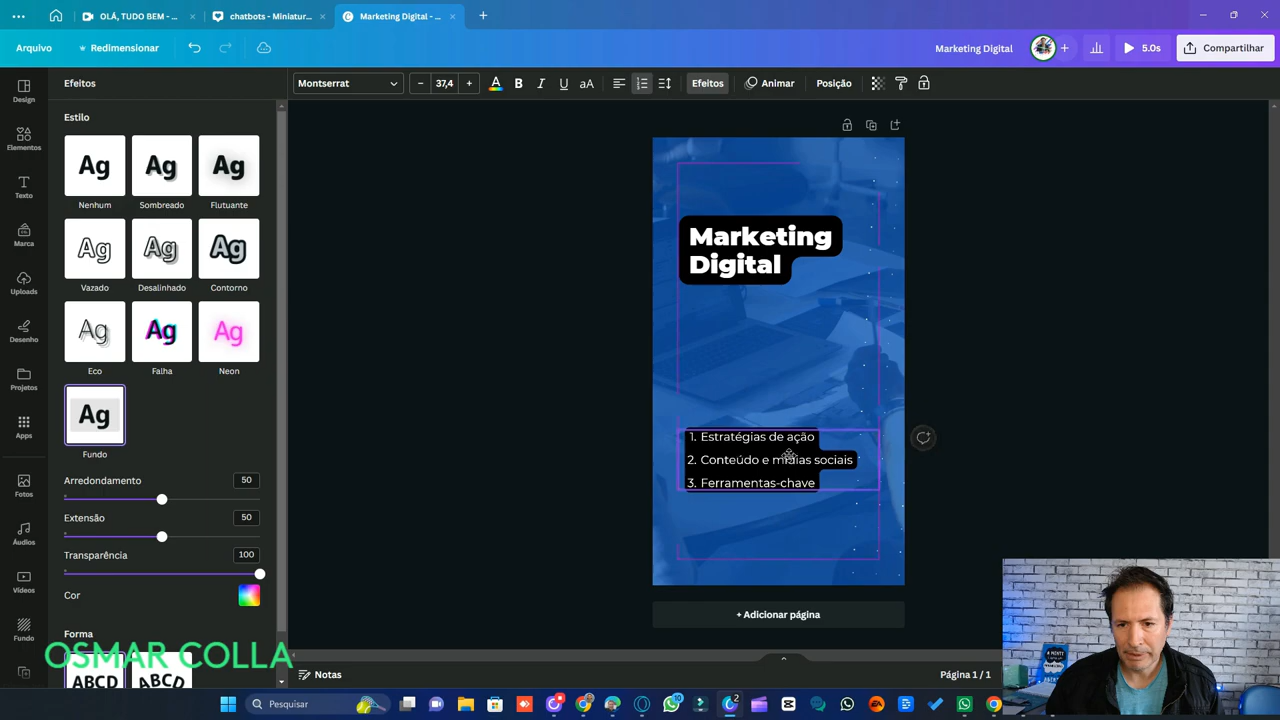 OLÁ, TUDO BEM - ...
chatbots - Miniatur...
Marketing Digital - ...
Arquivo
Redimensionar
Marketing Digital
5.0s
Compartilhar
Efeitos
Montserrat
37,4
A
B
I
U
aA
Efeitos
Animar
Posição
Design
Elementos
Texto
Marca
Uploads
Desenho
Projetos
Apps
Fotos
Áudios
Vídeos
Fundo
Estilo
Ag
Ag
Ag
Nenhum
Sombreado
Flutuante
Ag
Ag
Ag
Vazado
Desalinhado
Contorno
Ag
Ag
Ag
Eco
Falha
Neon
Ag
Fundo
Arredondamento
50
Extensão
50
Transparência
100
Cor
Forma
ABCD
ABCD
OSMAR COLLA
Marketing
Digital
1. Estratégias de ação
2. Conteúdo e mídias sociais
3. Ferramentas-chave
+ Adicionar página
Notas
Página 1 / 1
Pesquisar
10
2